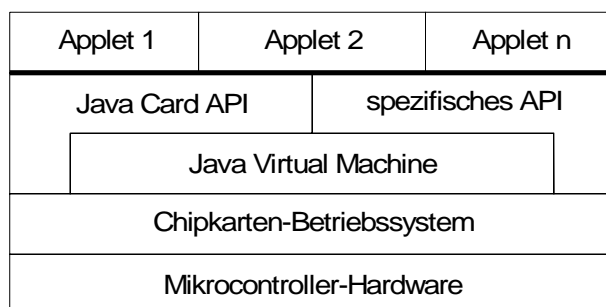 Applet 1 Applet 2 Applet n
Java Card API spezifisches API
Java Virtual Machine
Chipkarten-Betriebssystem
Mikrocontroller-Hardware